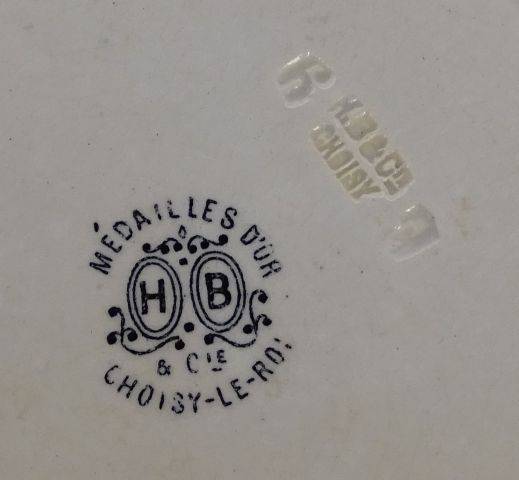 H.B & CIE
CHOISY
MÉDAILLES D'OR
H B
& CIE
CHOISY-LE-ROI